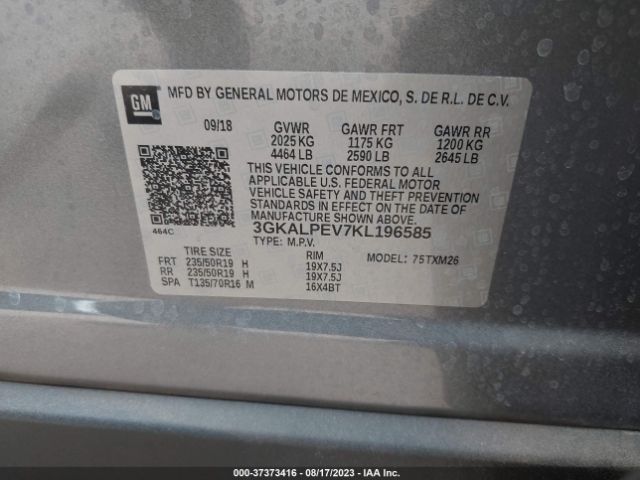 GM
MFD BY GENERAL MOTORS DE MEXICO, S. DE R.L. DE C.V.
09/18 GVWR GAWR FRT GAWR RR
2025 KG 1175 KG 1200 KG
4464 LB 2590 LB 2645 LB
THIS VEHICLE CONFORMS TO ALL
APPLICABLE U.S. FEDERAL MOTOR
VEHICLE SAFETY AND THEFT PREVENTION
STANDARDS IN EFFECT ON THE DATE OF
MANUFACTURE SHOWN ABOVE.
464C
3GKALPEV7KL196585
TYPE: M.P.V. MODEL: 75TXM26
TIRE SIZE RIM
FRT 235/50R19 H 19X7.5J
RR 235/50R19 H 19X7.5J
SPA T135/70R16 M 16X4BT
000-37373416 - 08/17/2023 - IAA Inc.